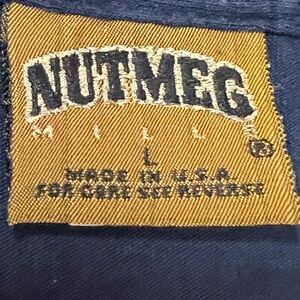 NUTMEG
MILLS
®
L
MADE IN U.S.A
FOR CARE SEE REVERSE